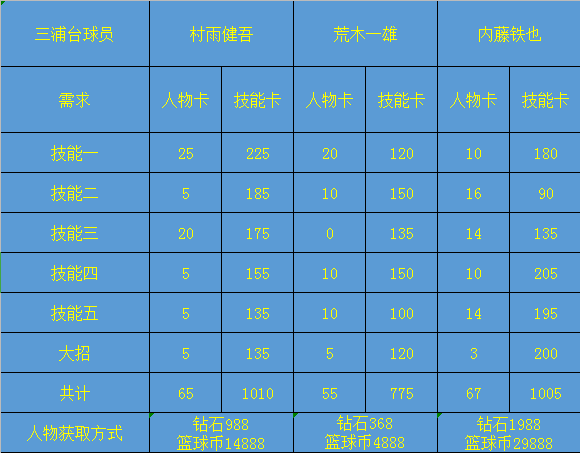 三浦台球员 村雨健吾 荒木一雄 内藤铁也
需求 人物卡 技能卡 人物卡 技能卡 人物卡 技能卡
技能一 25 225 20 120 10 180
技能二 5 185 10 150 16 90
技能三 20 175 0 135 14 135
技能四 5 155 10 150 10 205
技能五 5 135 10 100 14 195
大招 5 135 5 120 3 200
共计 65 1010 55 775 67 1005
人物获取方式 钻石988 钻石368 钻石1988
篮球币14888 篮球币4888 篮球币29888